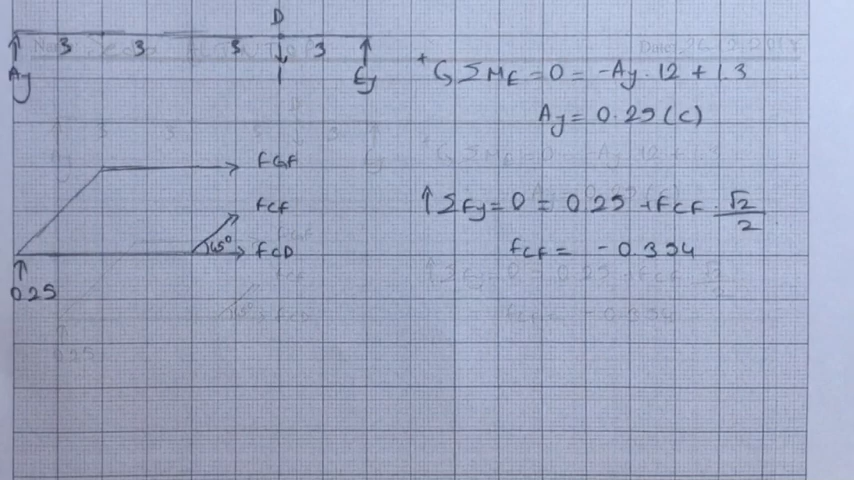 D
3 3 3 3
Ay 1 Ey
+ ↺ ΣM_E = 0 = -Ay · 12 + 1.3
Ay = 0.25 (C)
F_GF
F_CF
45° F_CD
0.25
↑ ΣFy = 0 = 0.25 + F_CF · √2/2
F_CF = -0.354